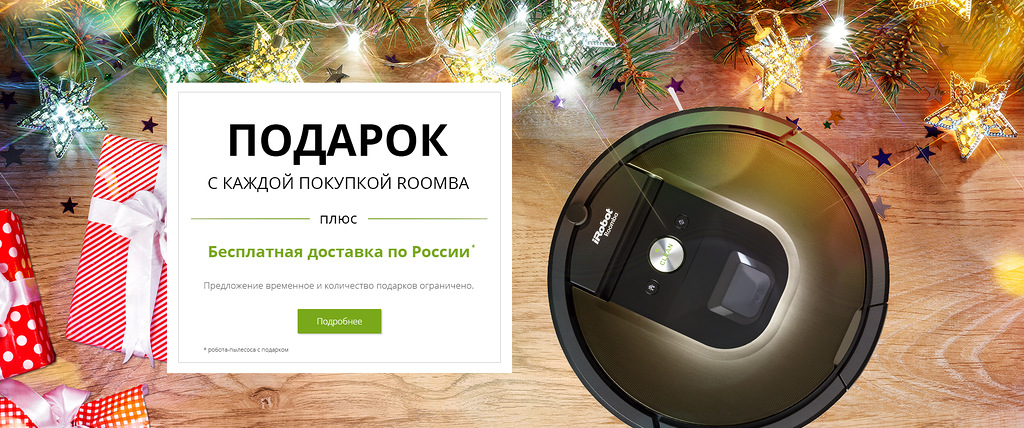 ПОДАРОК
С КАЖДОЙ ПОКУПКОЙ ROOMBA
ПЛЮС
Бесплатная доставка по России*
Предложение временное и количество подарков ограничено.
Подробнее
* робота-пылесоса с подарком
iRobot
Roomba
CLEAN